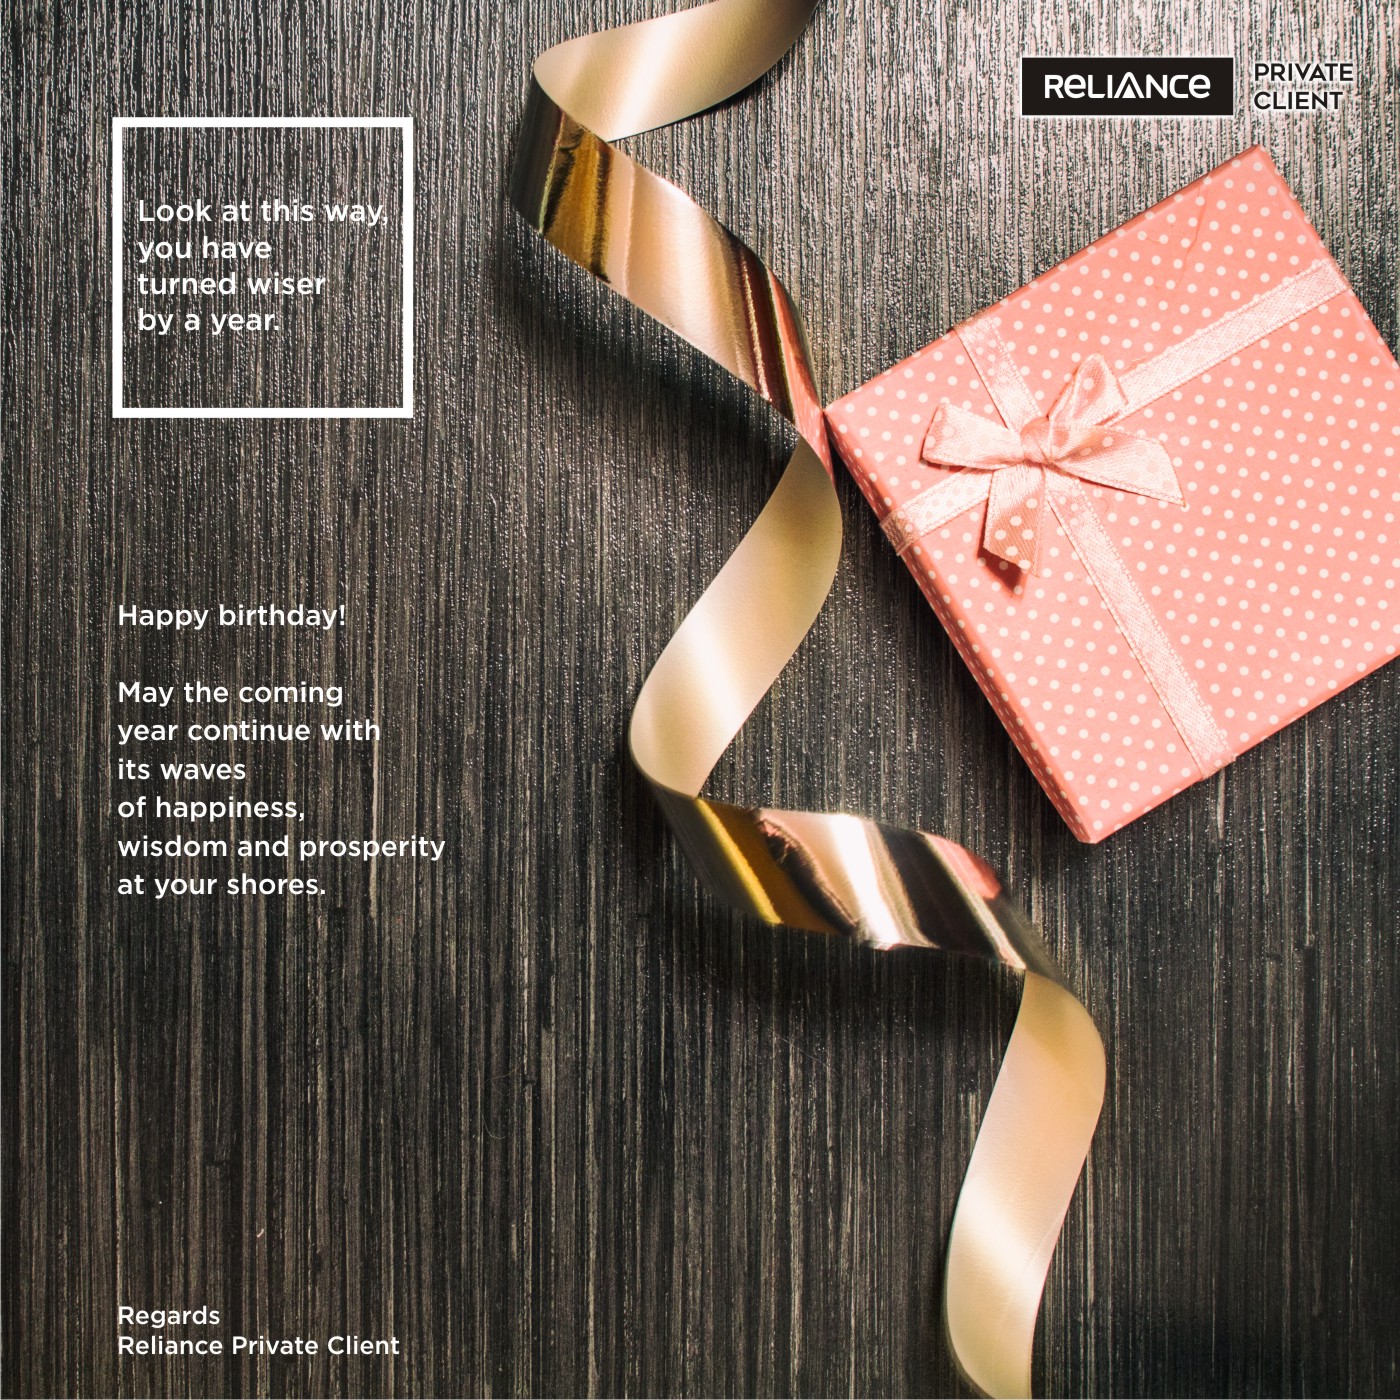 RELIANCE
PRIVATE
CLIENT
Look at this way,
you have
turned wiser
by a year.
Happy birthday!
May the coming
year continue with
its waves
of happiness,
wisdom and prosperity
at your shores.
Regards
Reliance Private Client